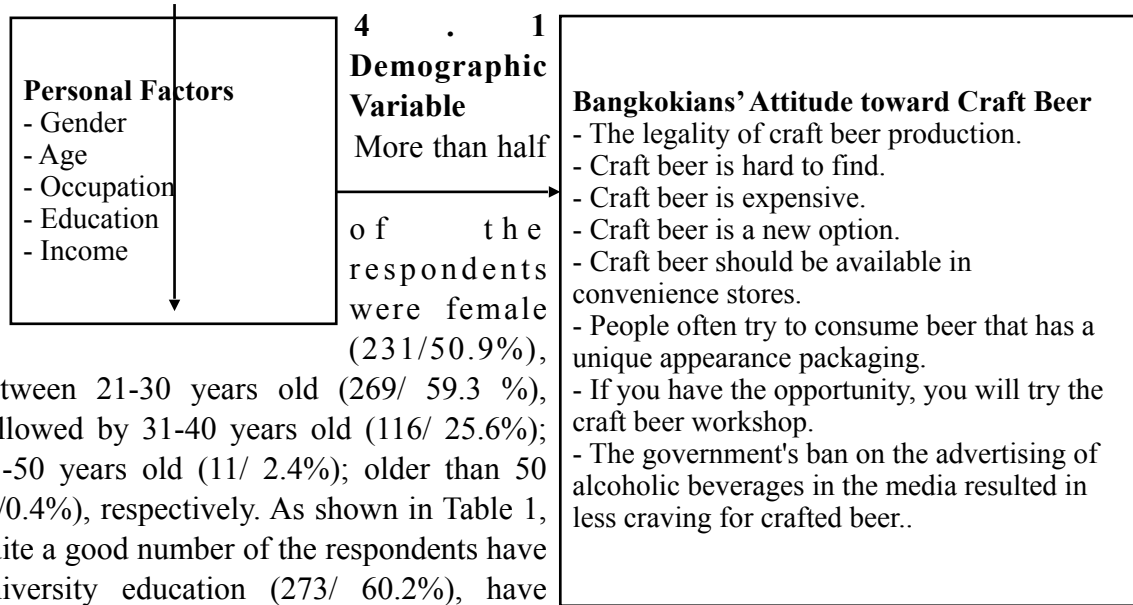 Personal Factors
- Gender
- Age
- Occupation
- Education
- Income
4 . 1
Demographic
Variable
More than half
of the
respondents
were female
(231/50.9%),
tween 21-30 years old (269/ 59.3 %),
llowed by 31-40 years old (116/ 25.6%);
-50 years old (11/ 2.4%); older than 50
/0.4%), respectively. As shown in Table 1,
ite a good number of the respondents have
iversity education (273/ 60.2%), have
Bangkokians’ Attitude toward Craft Beer
- The legality of craft beer production.
- Craft beer is hard to find.
- Craft beer is expensive.
- Craft beer is a new option.
- Craft beer should be available in
convenience stores.
- People often try to consume beer that has a
unique appearance packaging.
- If you have the opportunity, you will try the
craft beer workshop.
- The government's ban on the advertising of
alcoholic beverages in the media resulted in
less craving for crafted beer..